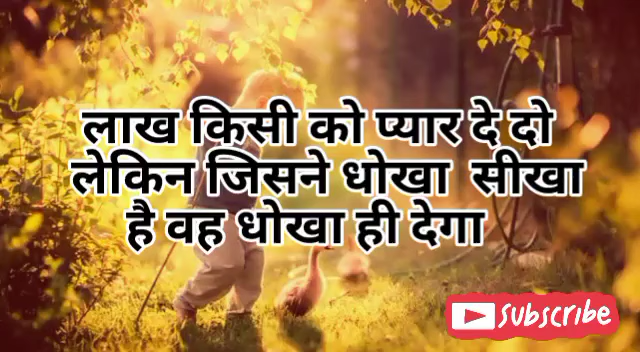 लाख किसी को प्यार दे दो
लेकिन जिसने धोखा सीखा
है वह धोखा ही देगा
Subscribe